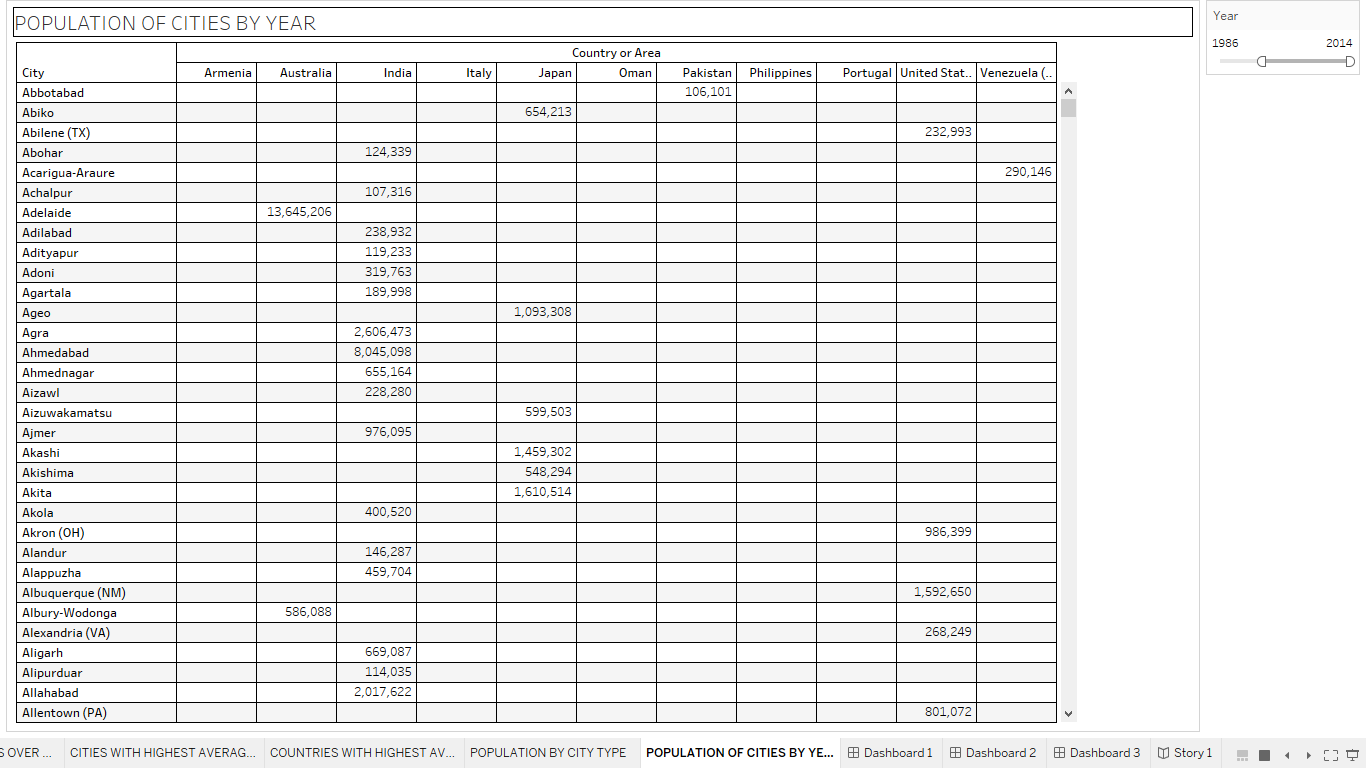 POPULATION OF CITIES BY YEAR
Year
1986 2014
Country or Area
City Armenia Australia India Italy Japan Oman Pakistan Philippines Portugal United Stat.. Venezuela (..
Abbotabad 106,101
Abiko 654,213
Abilene (TX) 232,993
Abohar 124,339
Acarigua-Araure 290,146
Achalpur 107,316
Adelaide 13,645,206
Adilabad 238,932
Adityapur 119,233
Adoni 319,763
Agartala 189,998
Ageo 1,093,308
Agra 2,606,473
Ahmedabad 8,045,098
Ahmednagar 655,164
Aizawl 228,280
Aizuwakamatsu 599,503
Ajmer 976,095
Akashi 1,459,302
Akishima 548,294
Akita 1,610,514
Akola 400,520
Akron (OH) 986,399
Alandur 146,287
Alappuzha 459,704
Albuquerque (NM) 1,592,650
Albury-Wodonga 586,088
Alexandria (VA) 268,249
Aligarh 669,087
Alipurduar 114,035
Allahabad 2,017,622
Allentown (PA) 801,072
S OVER ... CITIES WITH HIGHEST AVERAG... COUNTRIES WITH HIGHEST AV... POPULATION BY CITY TYPE POPULATION OF CITIES BY YE... Dashboard 1 Dashboard 2 Dashboard 3 Story 1